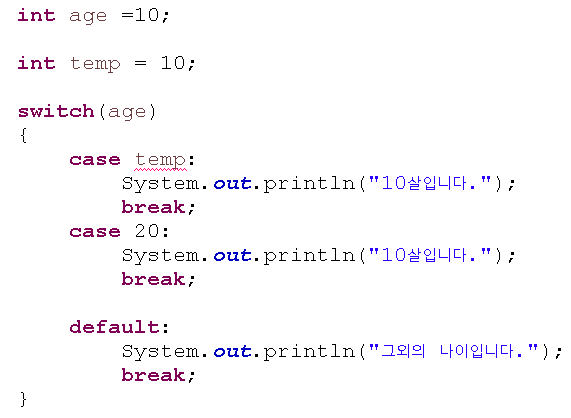 int age =10;
int temp = 10;
switch(age)
{
case temp:
System.out.println("10살입니다.");
break;
case 20:
System.out.println("10살입니다.");
break;
default:
System.out.println("그외의 나이입니다.");
break;
}